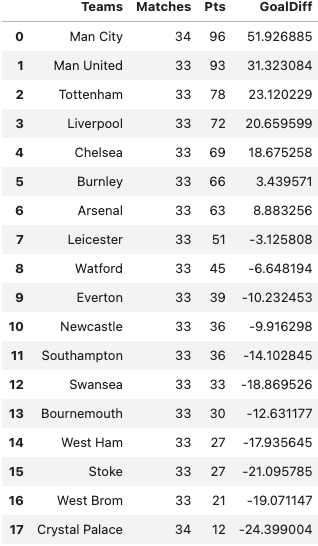 Teams Matches Pts GoalDiff
0 Man City 34 96 51.926885
1 Man United 33 93 31.323084
2 Tottenham 33 78 23.120229
3 Liverpool 33 72 20.659599
4 Chelsea 33 69 18.675258
5 Burnley 33 66 3.439571
6 Arsenal 33 63 8.883256
7 Leicester 33 51 -3.125808
8 Watford 33 45 -6.648194
9 Everton 33 39 -10.232453
10 Newcastle 33 36 -9.916298
11 Southampton 33 36 -14.102845
12 Swansea 33 33 -18.869526
13 Bournemouth 33 30 -12.631177
14 West Ham 33 27 -17.935645
15 Stoke 33 27 -21.095785
16 West Brom 33 21 -19.071147
17 Crystal Palace 34 12 -24.399004